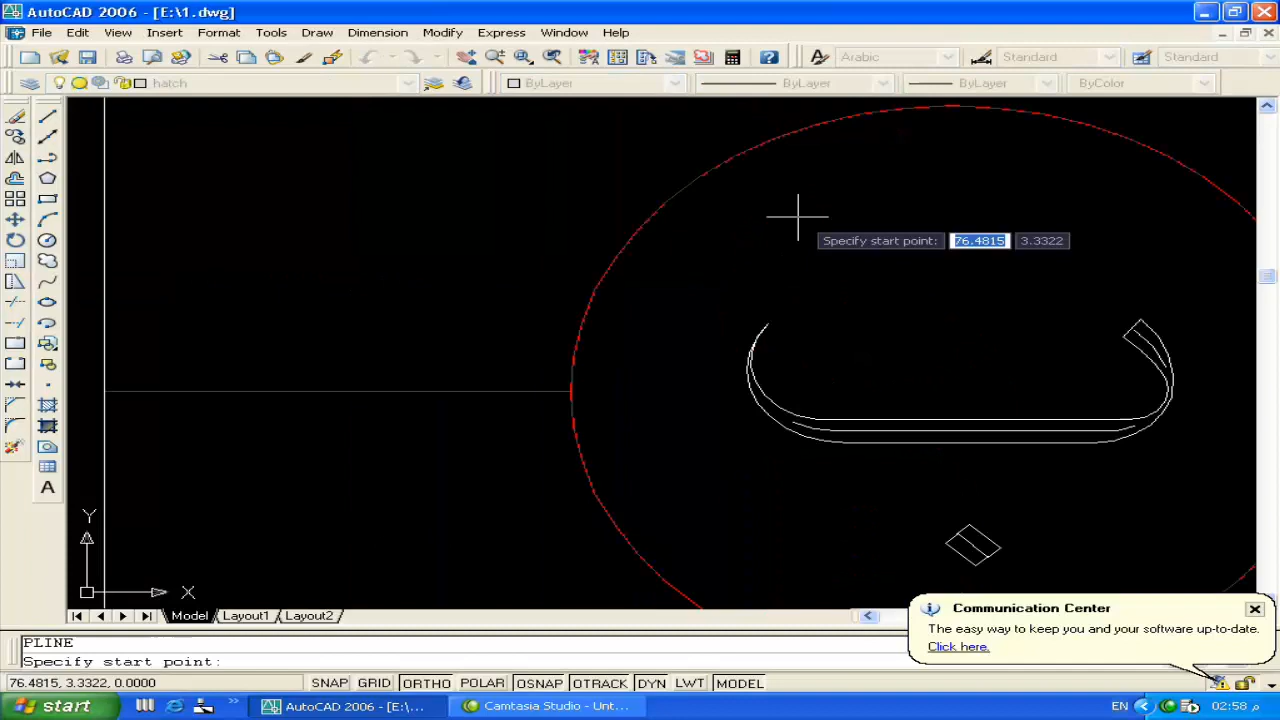 AutoCAD 2006 - [E:\1.dwg]
File Edit View Insert Format Tools Draw Dimension Modify Express Window Help
Arabic Standard Standard
hatch ByLayer ByLayer ByLayer ByColor
Specify start point: 76.4815 3.3322
A
Y
X
Model Layout1 Layout2
Communication Center
The easy way to keep you and your software up-to-date.
Click here.
PLINE
Specify start point:
76.4815, 3.3322, 0.0000 SNAP GRID ORTHO POLAR OSNAP OTRACK DYN LWT MODEL
start AutoCAD 2006 - [E:\... Camtasia Studio - Unt... EN 02:58 م